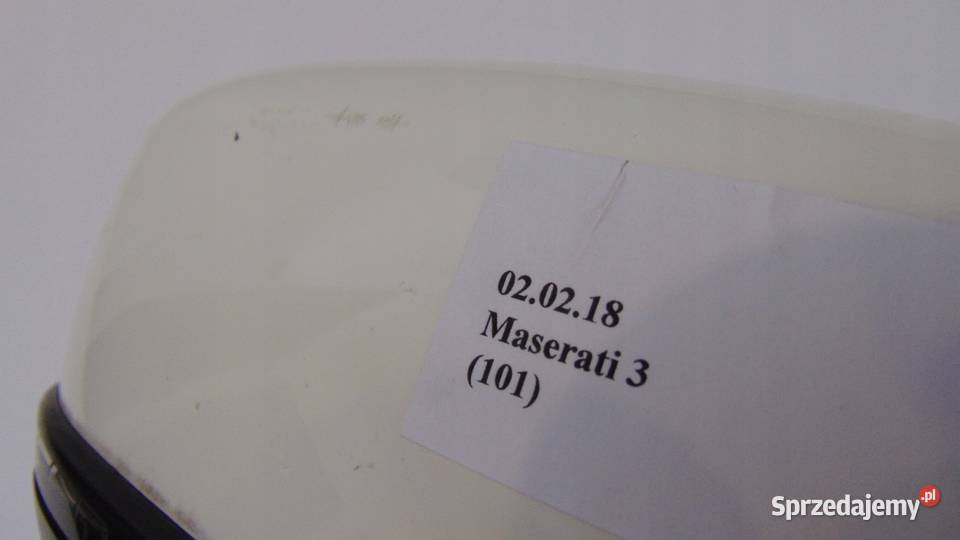 02.02.18
Maserati 3
(101)
Sprzedajemy.pl